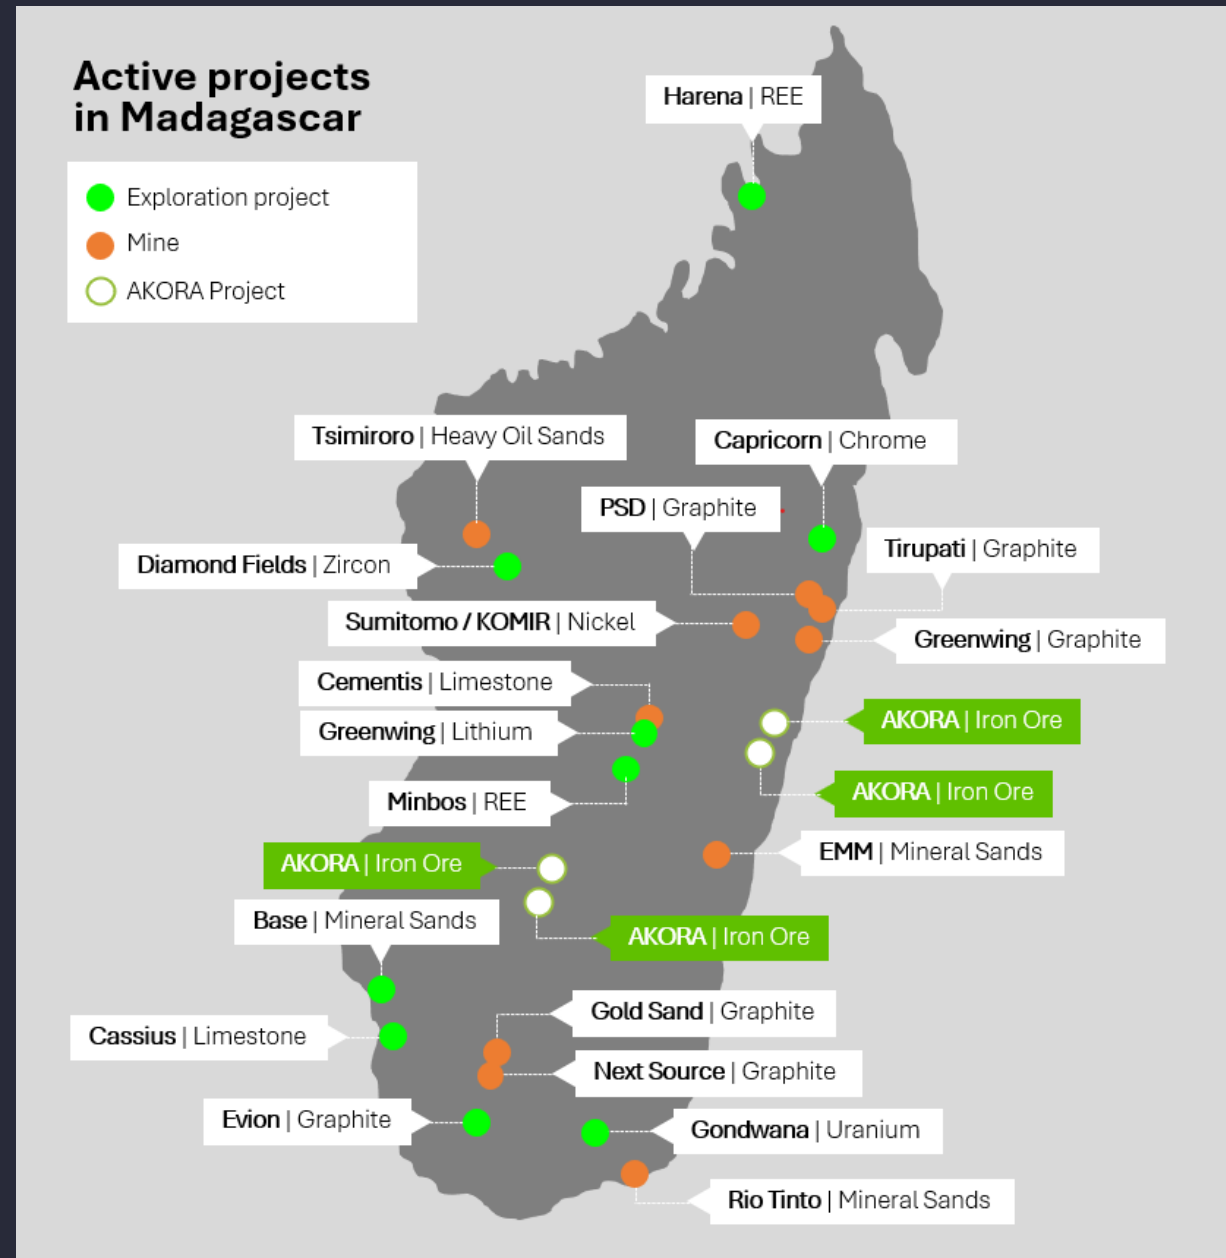 Active projects
in Madagascar
Exploration project
Mine
AKORA Project
Harena | REE
Tsimiroro | Heavy Oil Sands
Capricorn | Chrome
PSD | Graphite
Tirupati | Graphite
Diamond Fields | Zircon
Sumitomo / KOMIR | Nickel
Greenwing | Graphite
Cementis | Limestone
Greenwing | Lithium
AKORA | Iron Ore
AKORA | Iron Ore
Minbos | REE
EMM | Mineral Sands
AKORA | Iron Ore
Base | Mineral Sands
AKORA | Iron Ore
Gold Sand | Graphite
Cassius | Limestone
Next Source | Graphite
Evion | Graphite
Gondwana | Uranium
Rio Tinto | Mineral Sands